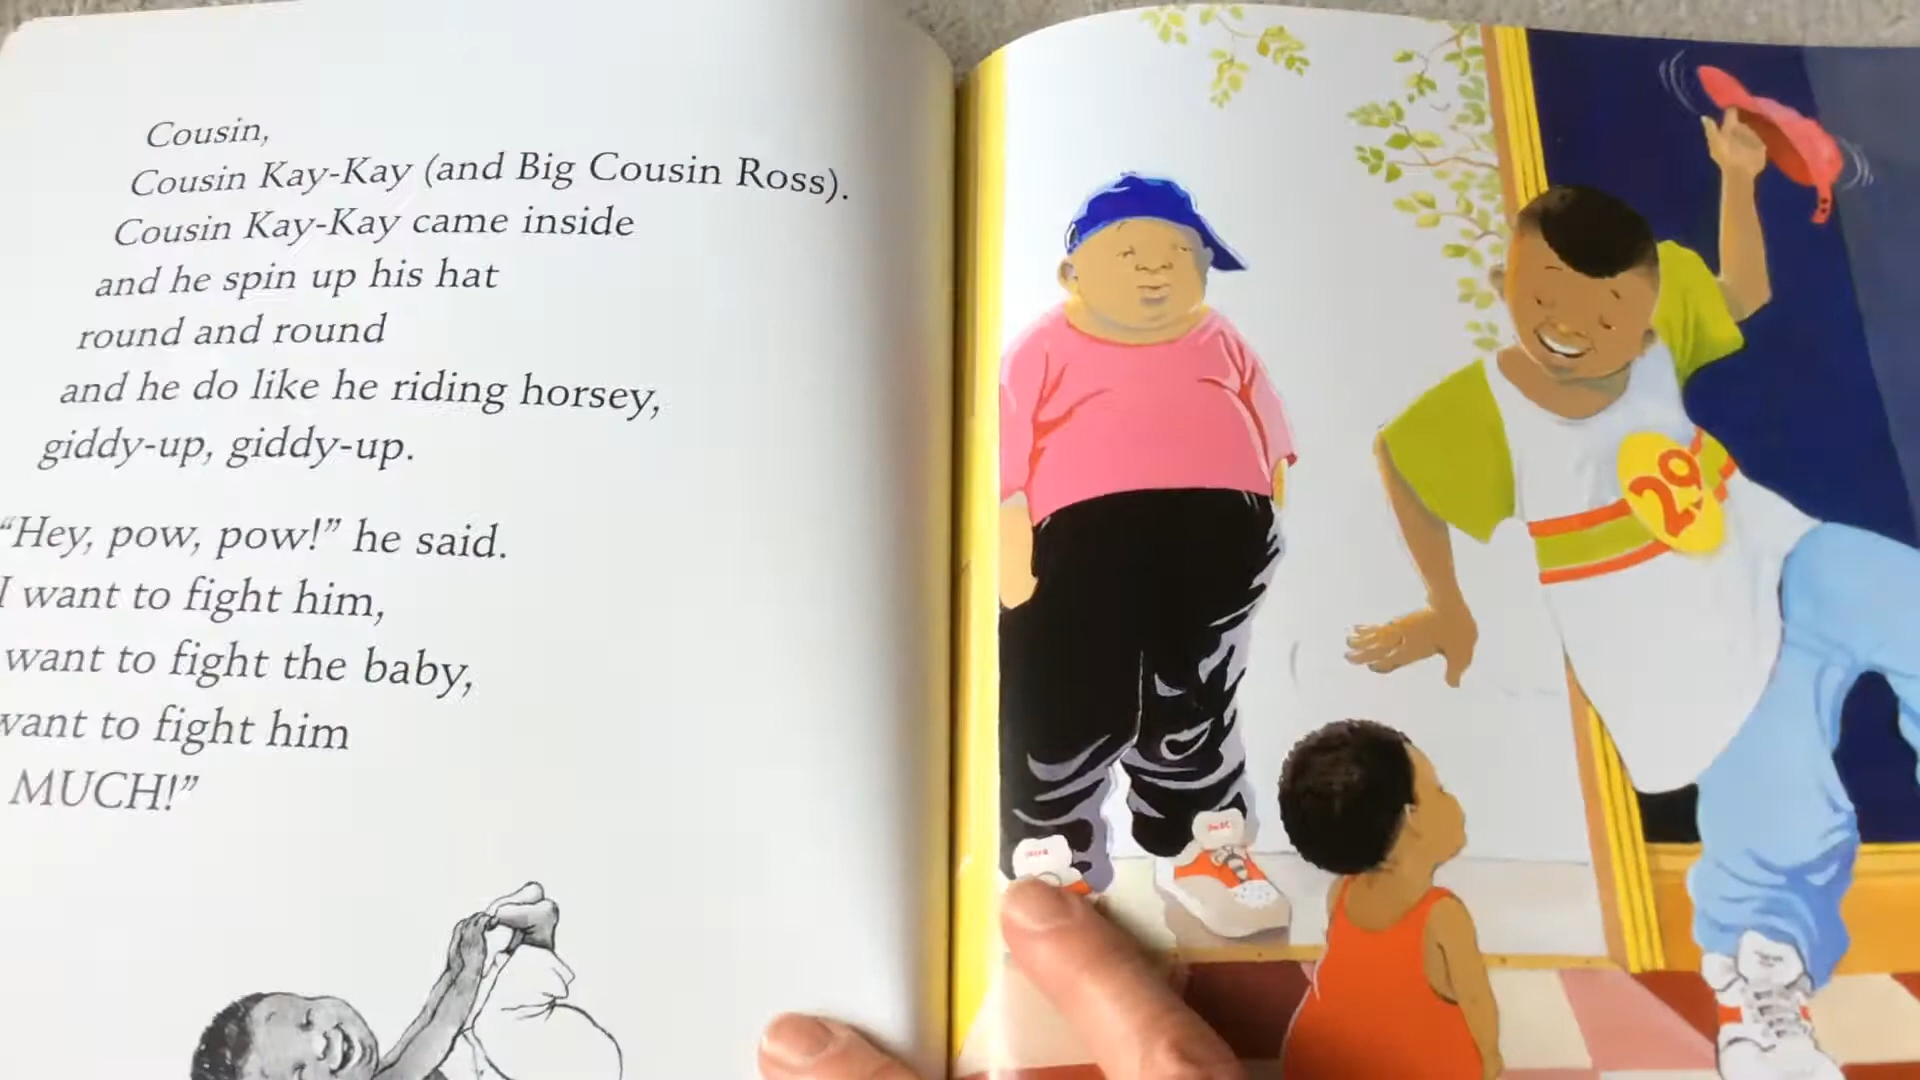 Cousin,
Cousin Kay-Kay (and Big Cousin Ross).
Cousin Kay-Kay came inside
and he spin up his hat
round and round
and he do like he riding horsey,
giddy-up, giddy-up.
“Hey, pow, pow!” he said.
I want to fight him,
want to fight the baby,
want to fight him
MUCH!”
29